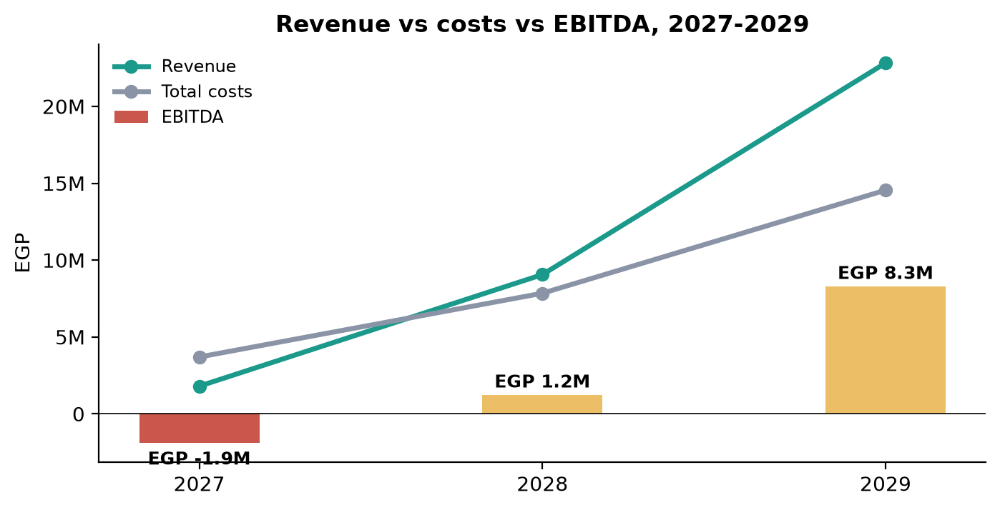 Revenue vs costs vs EBITDA, 2027-2029
Revenue
Total costs
EBITDA
20M
15M
10M
5M
0
EGP
EGP 8.3M
EGP 1.2M
EGP -1.9M
2027
2028
2029